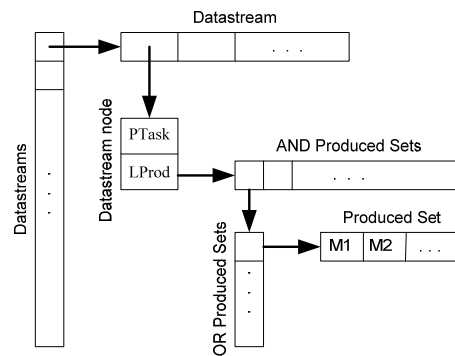 Datastream
. . .
Datastreams
. . .
Datastream node
PTask
LProd
AND Produced Sets
. . .
OR Produced Sets
. . . .
Produced Set
M1 M2 . . .